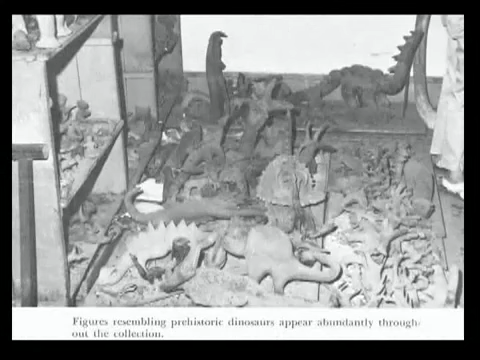 Figures resembling prehistoric dinosaurs appear abundantly through-
out the collection.